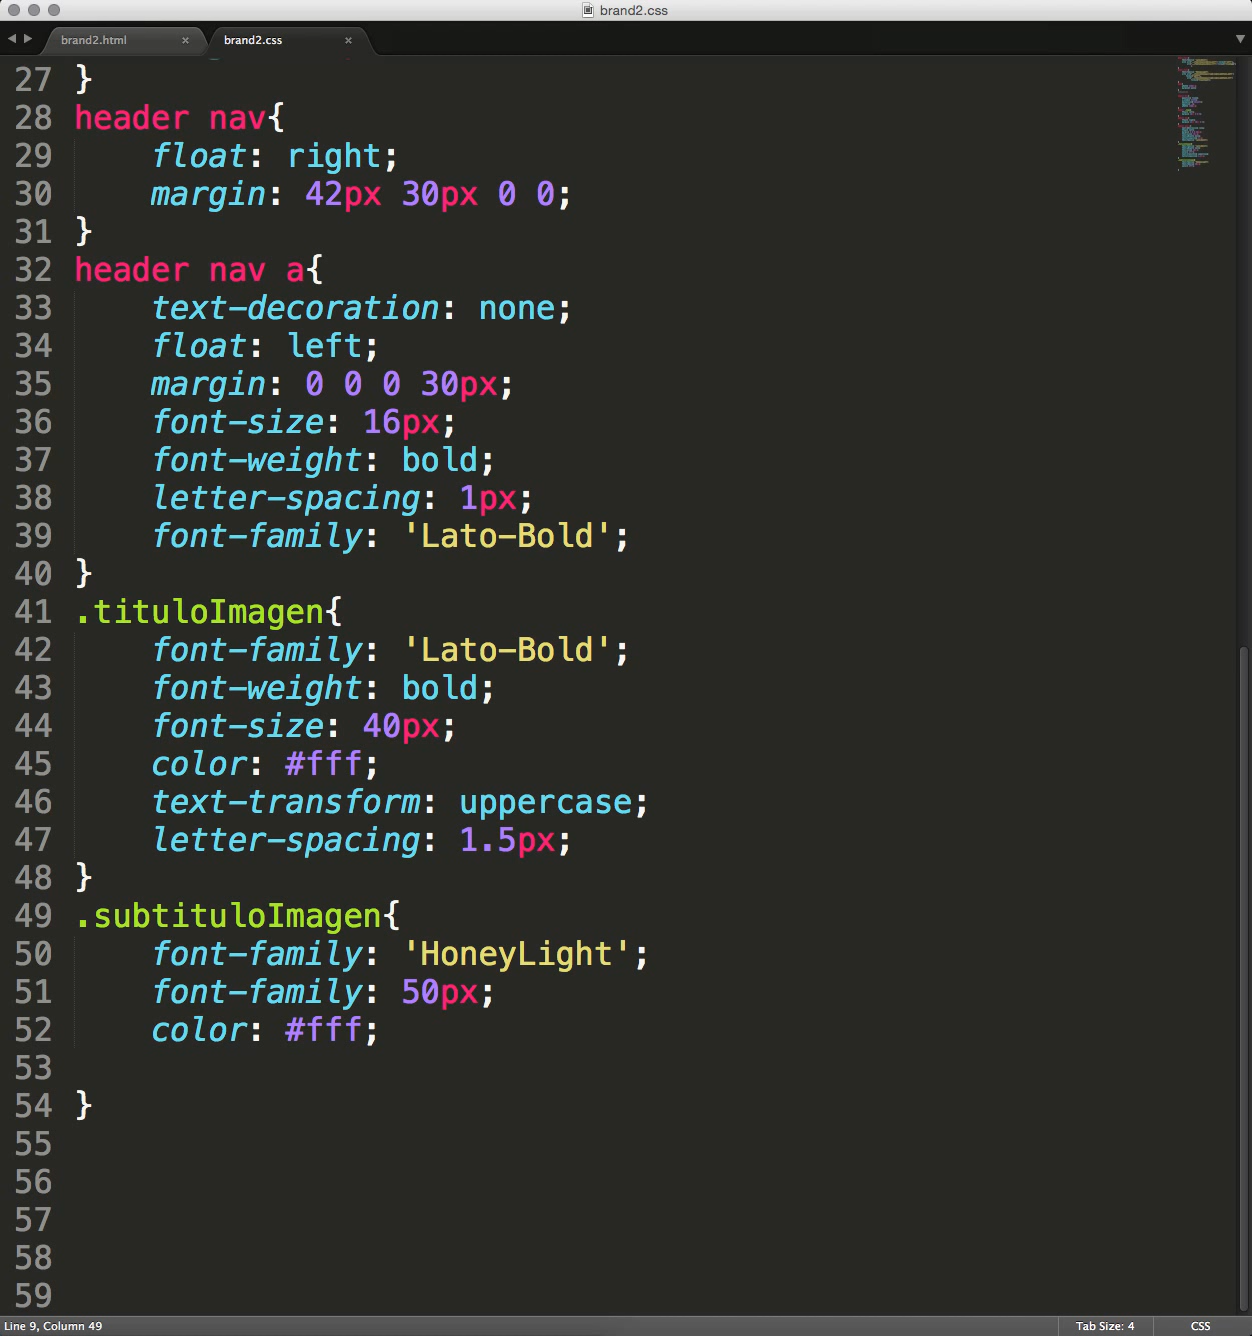 brand2.css
brand2.html × brand2.css ×
27 }
28 header nav{
29 float: right;
30 margin: 42px 30px 0 0;
31 }
32 header nav a{
33 text-decoration: none;
34 float: left;
35 margin: 0 0 0 30px;
36 font-size: 16px;
37 font-weight: bold;
38 letter-spacing: 1px;
39 font-family: 'Lato-Bold';
40 }
41 .tituloImagen{
42 font-family: 'Lato-Bold';
43 font-weight: bold;
44 font-size: 40px;
45 color: #fff;
46 text-transform: uppercase;
47 letter-spacing: 1.5px;
48 }
49 .subtituloImagen{
50 font-family: 'HoneyLight';
51 font-family: 50px;
52 color: #fff;
53
54 }
55
56
57
58
59
Line 9, Column 49 Tab Size: 4 CSS